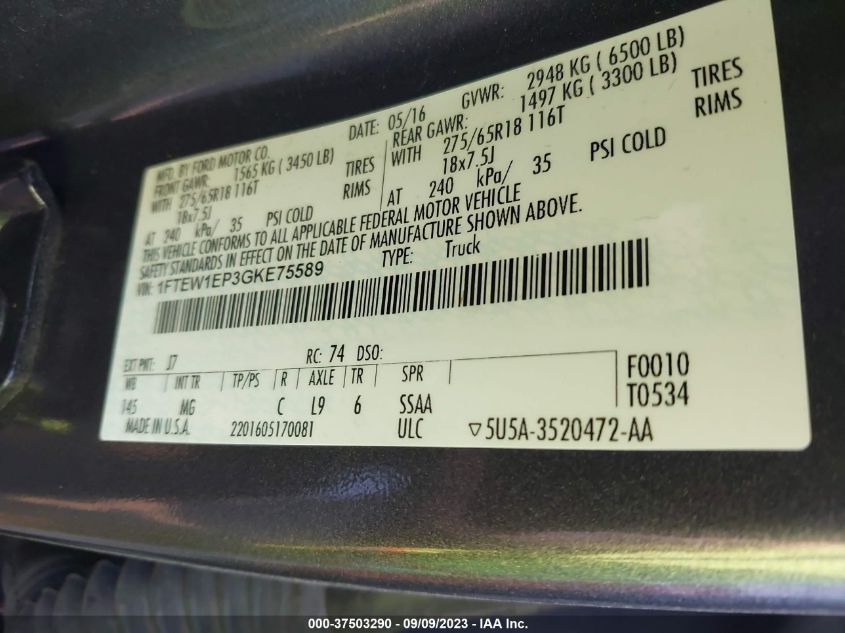 MFD. BY FORD MOTOR CO.
DATE: 05/16 GVWR: 2948 KG ( 6500 LB)
FRONT GAWR: 1565 KG ( 3450 LB) REAR GAWR: 1497 KG ( 3300 LB)
WITH 275/65R18 116T TIRES WITH 275/65R18 116T TIRES
18x7.5J RIMS 18x7.5J RIMS
AT 240 kPa/ 35 PSI COLD AT 240 kPa/ 35 PSI COLD
THIS VEHICLE CONFORMS TO ALL APPLICABLE FEDERAL MOTOR VEHICLE
SAFETY STANDARDS IN EFFECT ON THE DATE OF MANUFACTURE SHOWN ABOVE.
VIN: 1FTEW1EP3GKE75589 TYPE: Truck
EXT PNT: J7 RC: 74 DSO:
WB INT TR TP/PS R AXLE TR SPR
145 MG C L9 6 SSAA
F0010
T0534
MADE IN U.S.A. 2201605170081 ULC ▽5U5A-3520472-AA
000-37503290 - 09/09/2023 - IAA Inc.